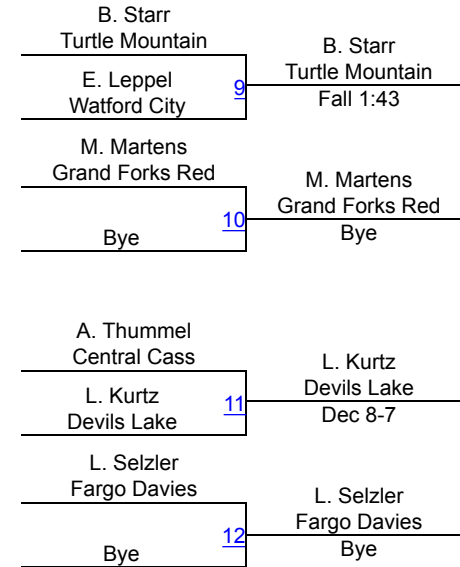 B. Starr
Turtle Mountain
E. Leppel
Watford City
9
B. Starr
Turtle Mountain
Fall 1:43
M. Martens
Grand Forks Red
Bye
10
M. Martens
Grand Forks Red
Bye
A. Thummel
Central Cass
L. Kurtz
Devils Lake
11
L. Kurtz
Devils Lake
Dec 8-7
L. Selzler
Fargo Davies
Bye
12
L. Selzler
Fargo Davies
Bye